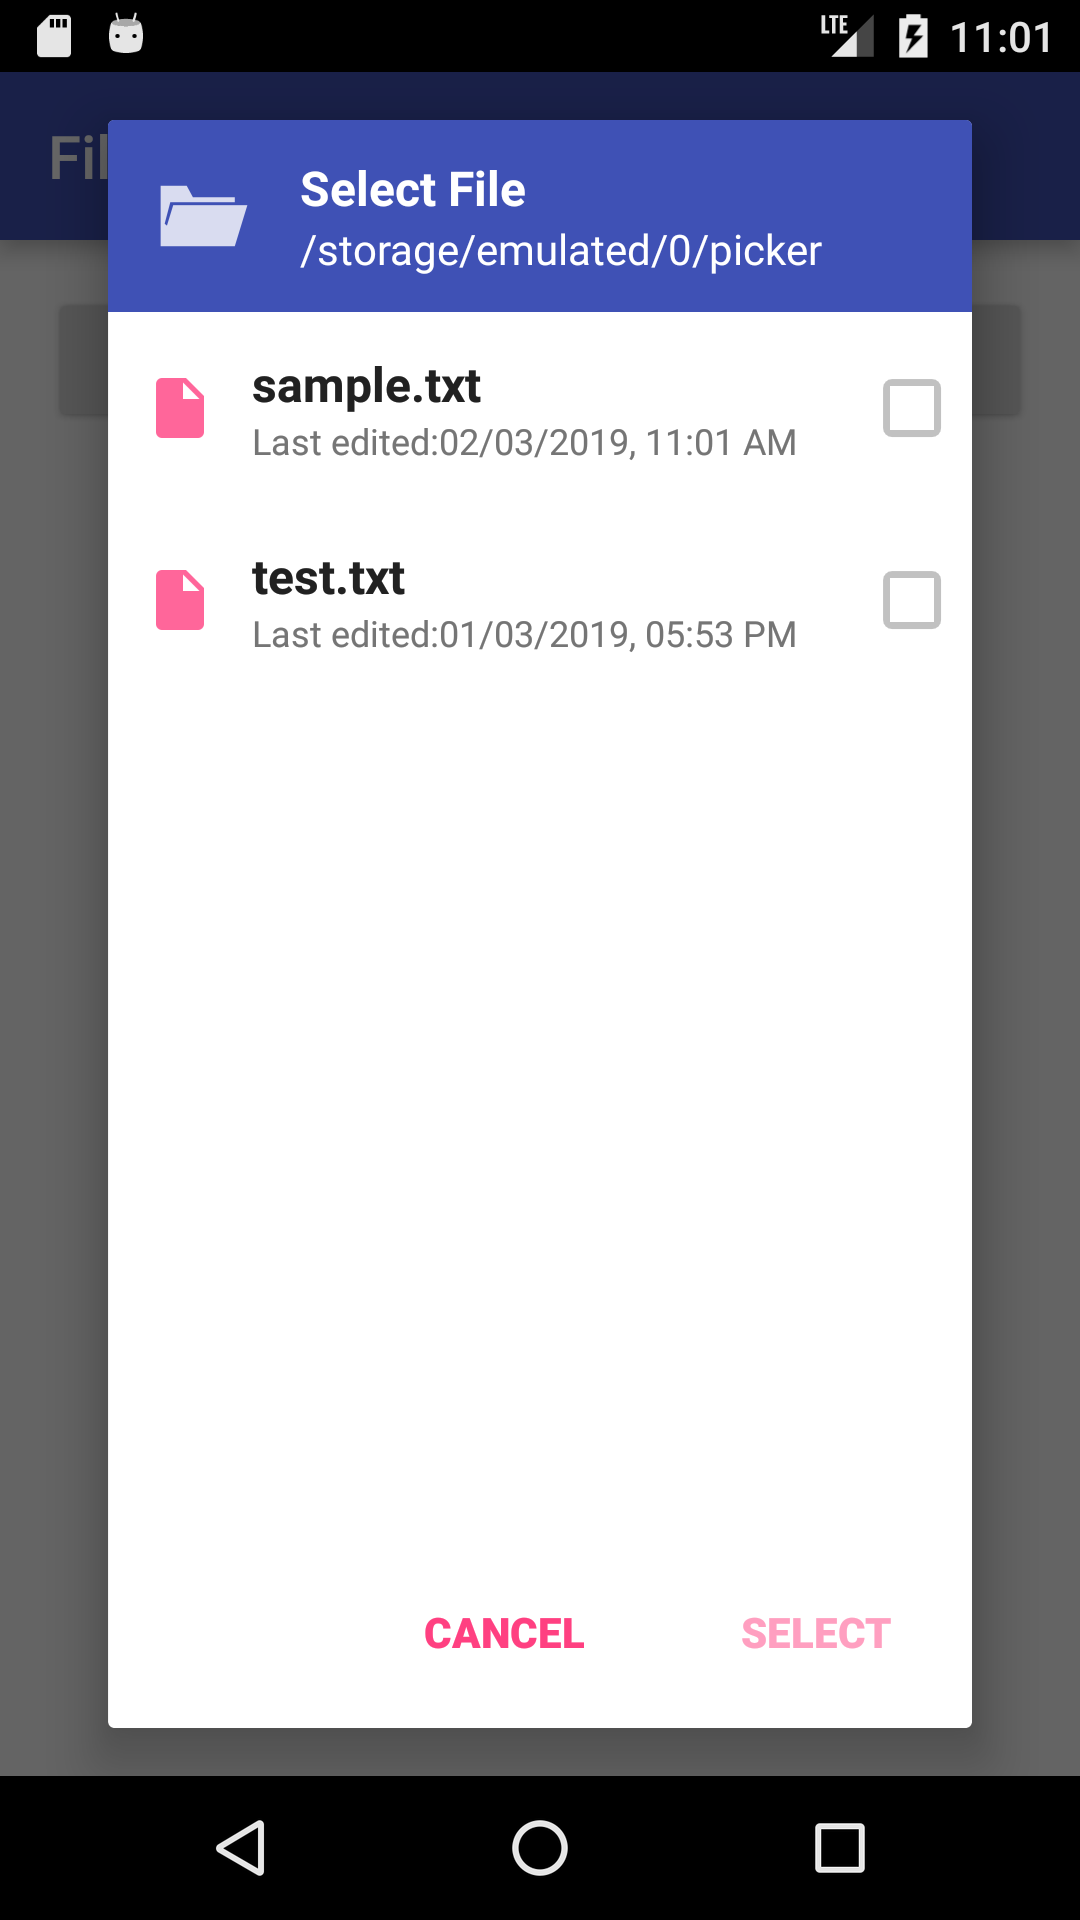 LTE 11:01
Fil
Select File
/storage/emulated/0/picker
sample.txt
Last edited:02/03/2019, 11:01 AM
test.txt
Last edited:01/03/2019, 05:53 PM
CANCEL SELECT